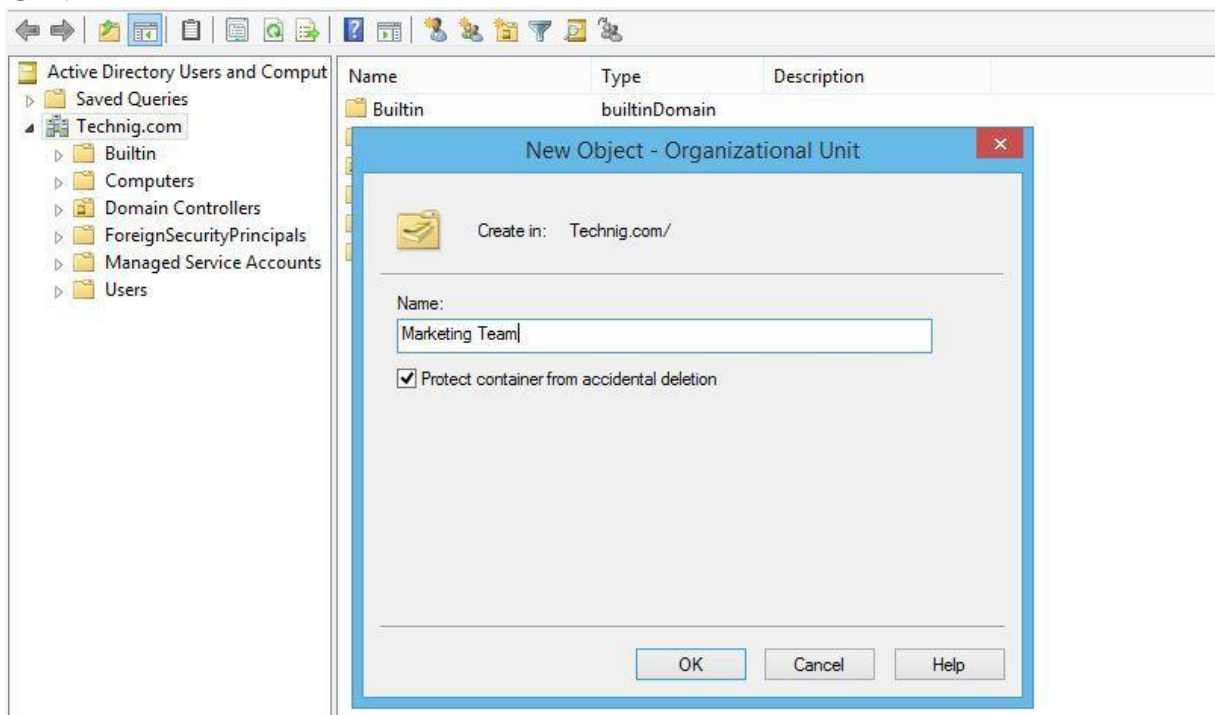 Active Directory Users and Comput
Saved Queries
Technig.com
Builtin
Computers
Domain Controllers
ForeignSecurityPrincipals
Managed Service Accounts
Users
Name Type Description
Builtin builtinDomain
New Object - Organizational Unit
Create in: Technig.com/
Name:
Marketing Team
Protect container from accidental deletion
OK Cancel Help